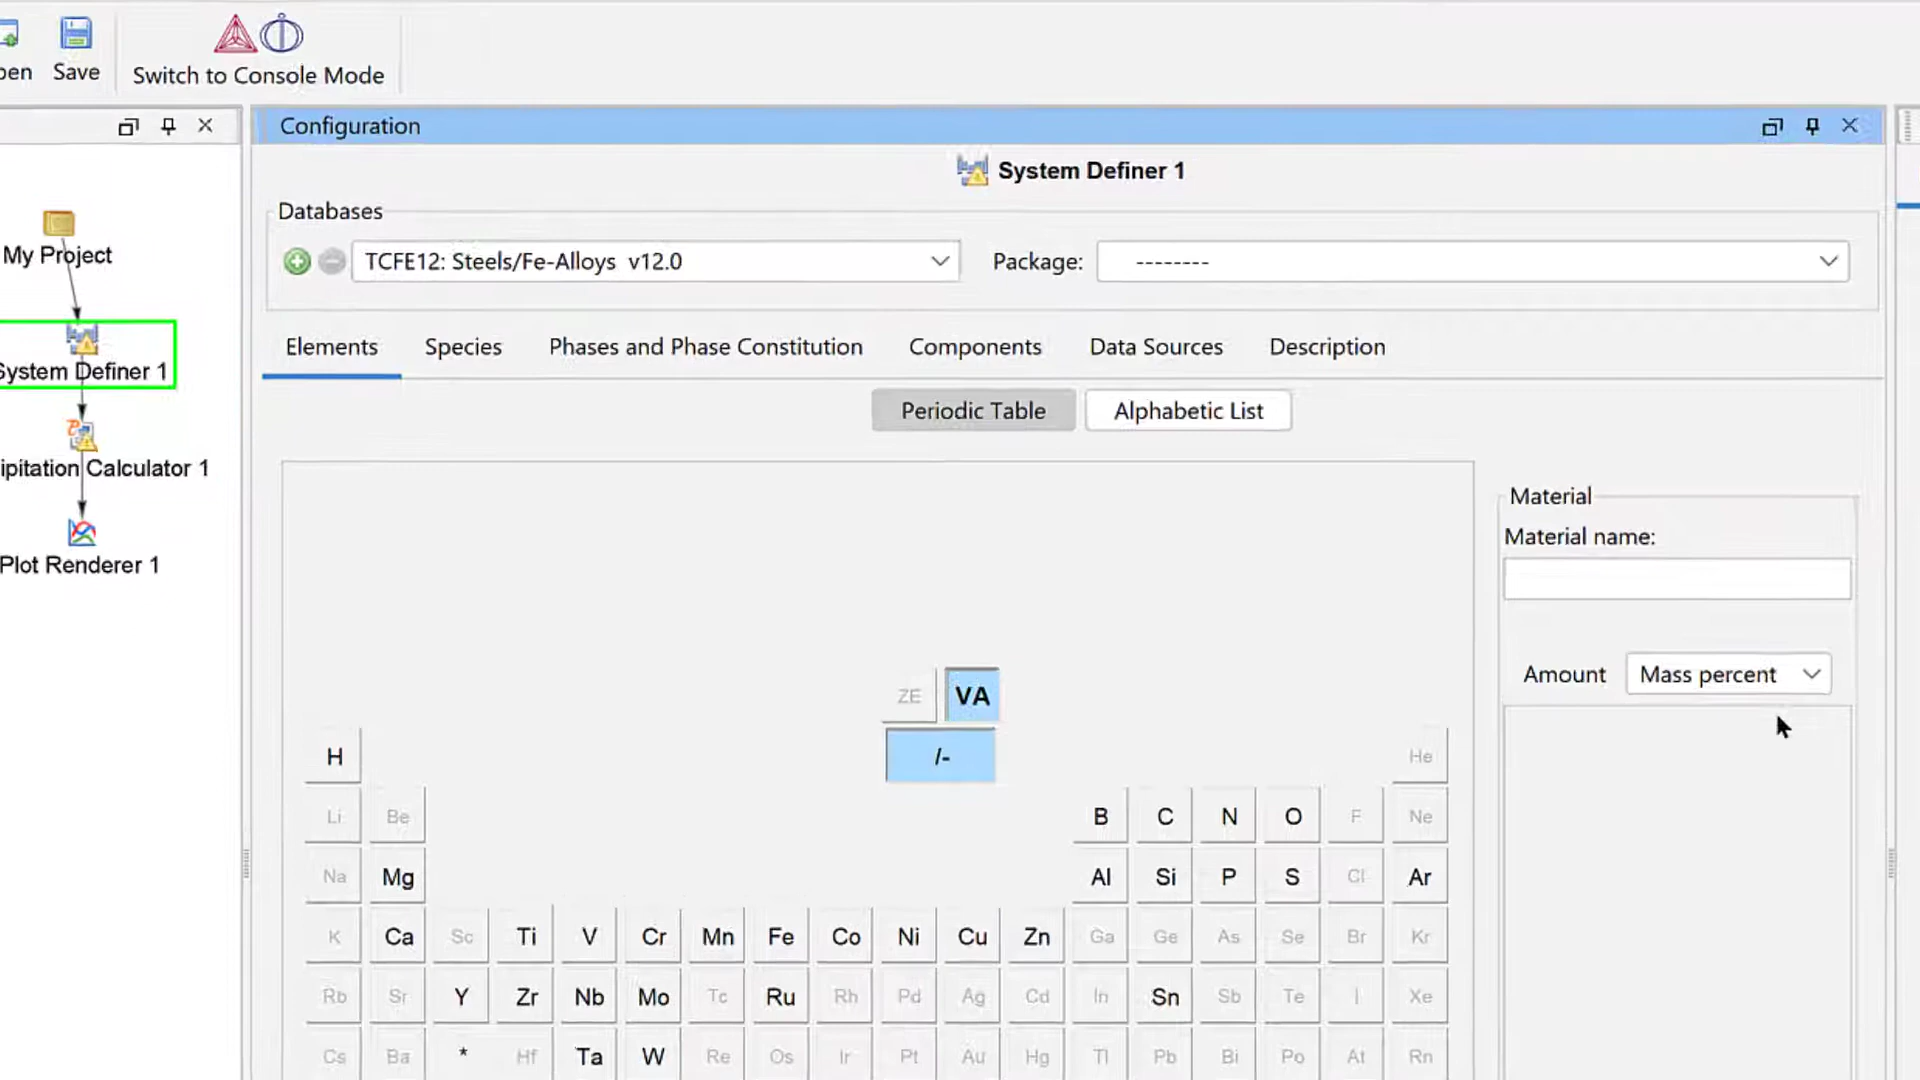 pen
Save
Switch to Console Mode
Configuration
System Definer 1
My Project
System Definer 1
ipitation Calculator 1
Plot Renderer 1
Databases
TCFE12: Steels/Fe-Alloys v12.0
Package:
--------
Elements Species Phases and Phase Constitution Components Data Sources Description
Periodic Table Alphabetic List
ZE VA
/-
H He
Li Be B C N O F Ne
Na Mg Al Si P S Cl Ar
K Ca Sc Ti V Cr Mn Fe Co Ni Cu Zn Ga Ge As Se Br Kr
Rb Sr Y Zr Nb Mo Tc Ru Rh Pd Ag Cd In Sn Sb Te I Xe
Cs Ba * Hf Ta W Re Os Ir Pt Au Hg Tl Pb Bi Po At Rn
Material
Material name:
Amount Mass percent